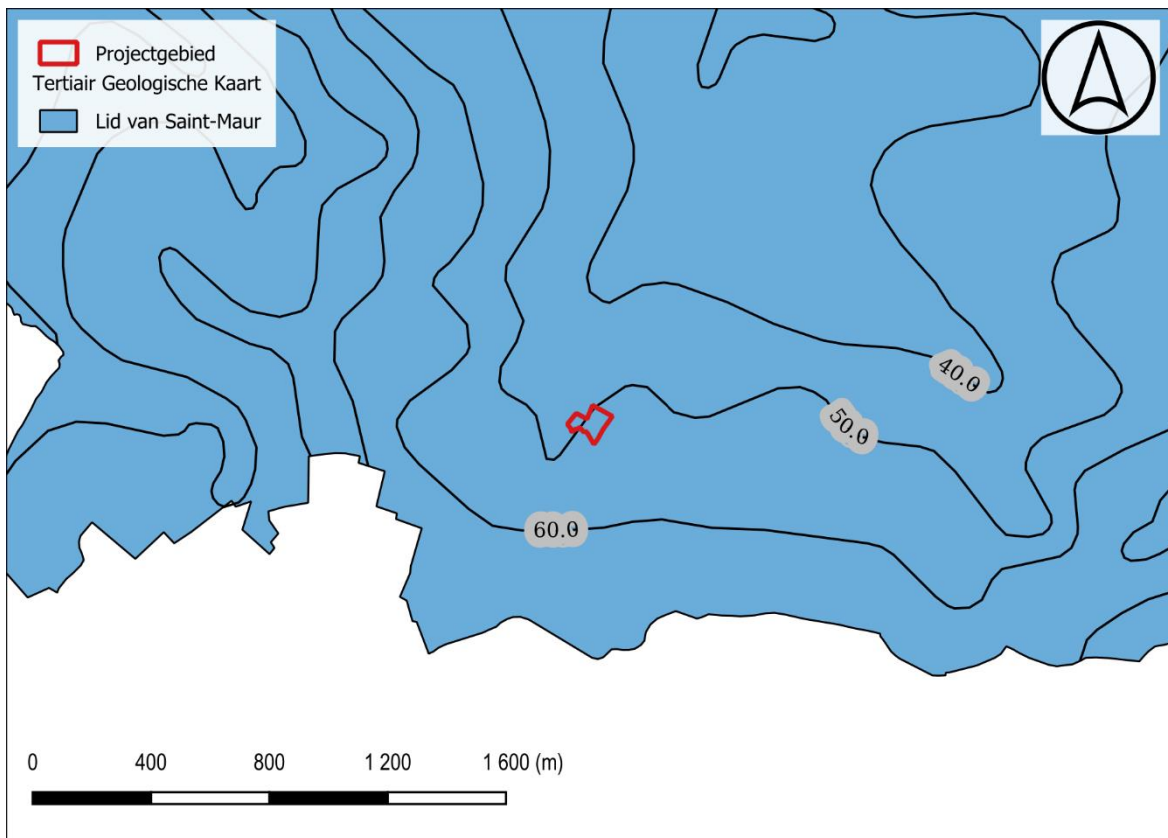 Projectgebied
Tertiair Geologische Kaart
Lid van Saint-Maur
40.0
50.0
60.0
0 400 800 1 200 1 600 (m)